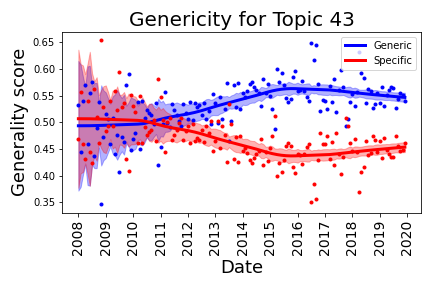 Genericity for Topic 43
Generality score
0.65
0.60
0.55
0.50
0.45
0.40
0.35
Generic
Specific
2008 2009 2010 2011 2012 2013 2014 2015 2016 2017 2018 2019 2020
Date